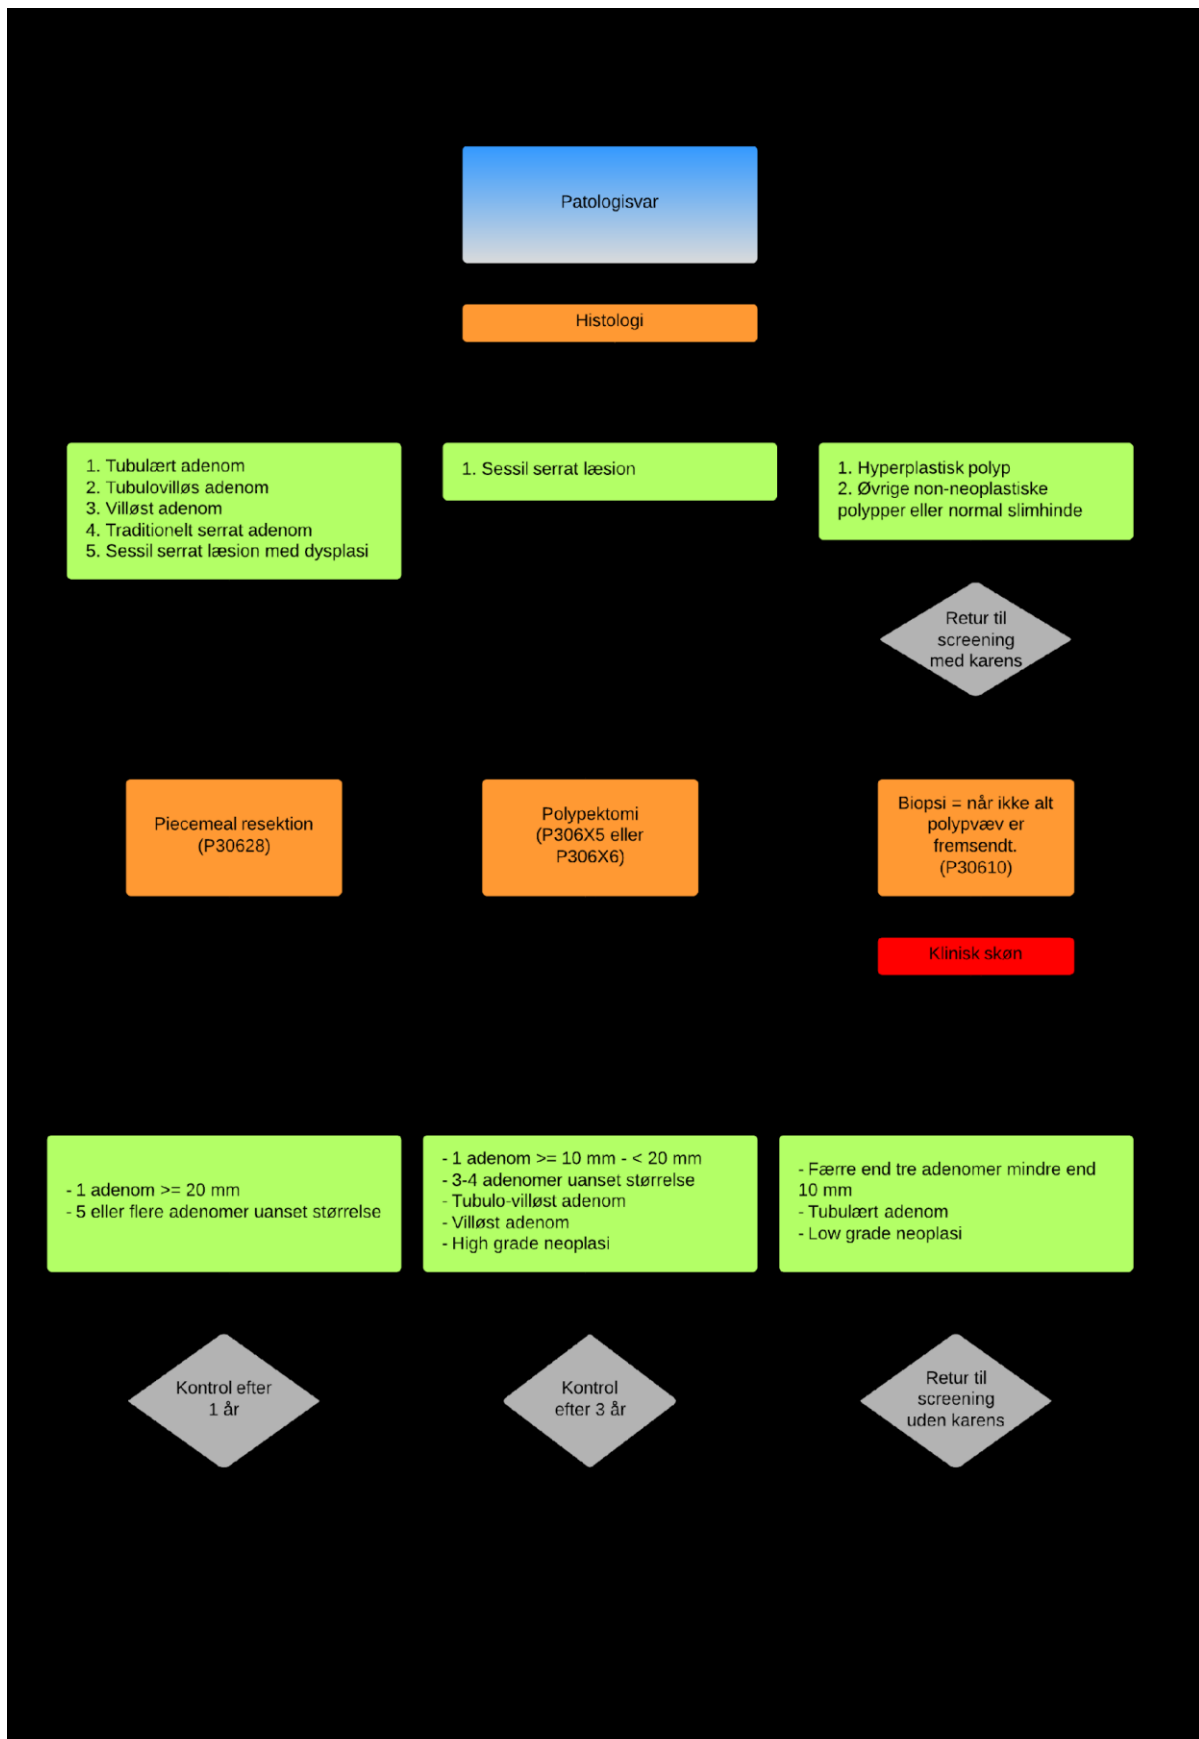 Patologisvar
Histologi
1. Tubulært adenom
2. Tubulovilløs adenom
3. Villøst adenom
4. Traditionelt serrat adenom
5. Sessil serrat læsion med dysplasi
1. Sessil serrat læsion
1. Hyperplastisk polyp
2. Øvrige non-neoplastiske
polypper eller normal slimhinde
Retur til
screening
med karens
Piecemeal resektion
(P30628)
Polypektomi
(P306X5 eller
P306X6)
Biopsi = når ikke alt
polypvæv er
fremsendt.
(P30610)
Klinisk skøn
- 1 adenom >= 20 mm
- 5 eller flere adenomer uanset størrelse
- 1 adenom >= 10 mm - < 20 mm
- 3-4 adenomer uanset størrelse
- Tubulo-villøst adenom
- Villøst adenom
- High grade neoplasi
- Færre end tre adenomer mindre end
10 mm
- Tubulært adenom
- Low grade neoplasi
Kontrol efter
1 år
Kontrol
efter 3 år
Retur til
screening
uden karens